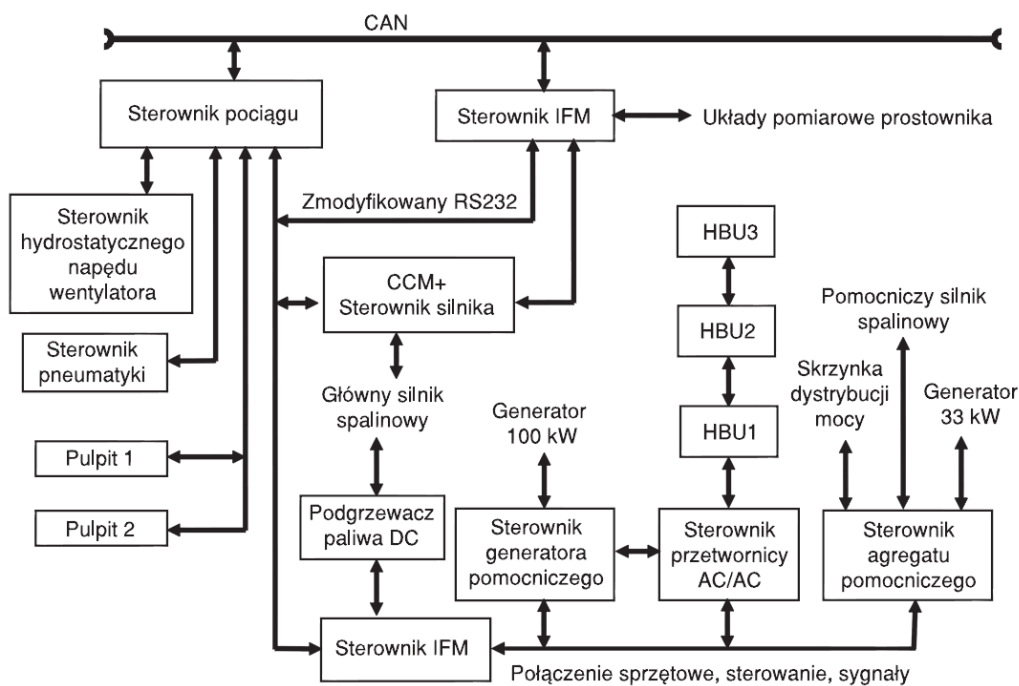 CAN
Sterownik pociągu
Sterownik IFM
Układy pomiarowe prostownika
Zmodyfikowany RS232
Sterownik
hydrostatycznego
napędu
wentylatora
HBU3
CCM+
Sterownik silnika
Pomocniczy silnik
spalinowy
HBU2
Sterownik
pneumatyki
Skrzynka
dystrybucji
mocy
Główny silnik
spalinowy
Generator
100 kW
HBU1
Generator
33 kW
Pulpit 1
Pulpit 2
Podgrzewacz
paliwa DC
Sterownik
generatora
pomocniczego
Sterownik
przetwornicy
AC/AC
Sterownik
agregatu
pomocniczego
Sterownik IFM
Połączenie sprzętowe, sterowanie, sygnały